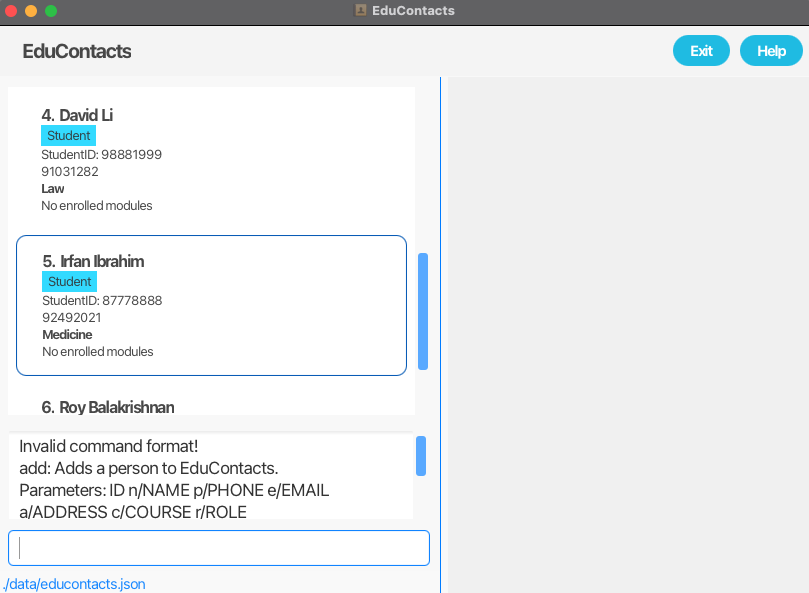 EduContacts
EduContacts
Exit
Help
4. David Li
Student
StudentID: 98881999
91031282
Law
No enrolled modules
5. Irfan Ibrahim
Student
StudentID: 87778888
92492021
Medicine
No enrolled modules
6. Roy Balakrishnan
Invalid command format!
add: Adds a person to EduContacts.
Parameters: ID n/NAME p/PHONE e/EMAIL
a/ADDRESS c/COURSE r/ROLE
./data/educontacts.json